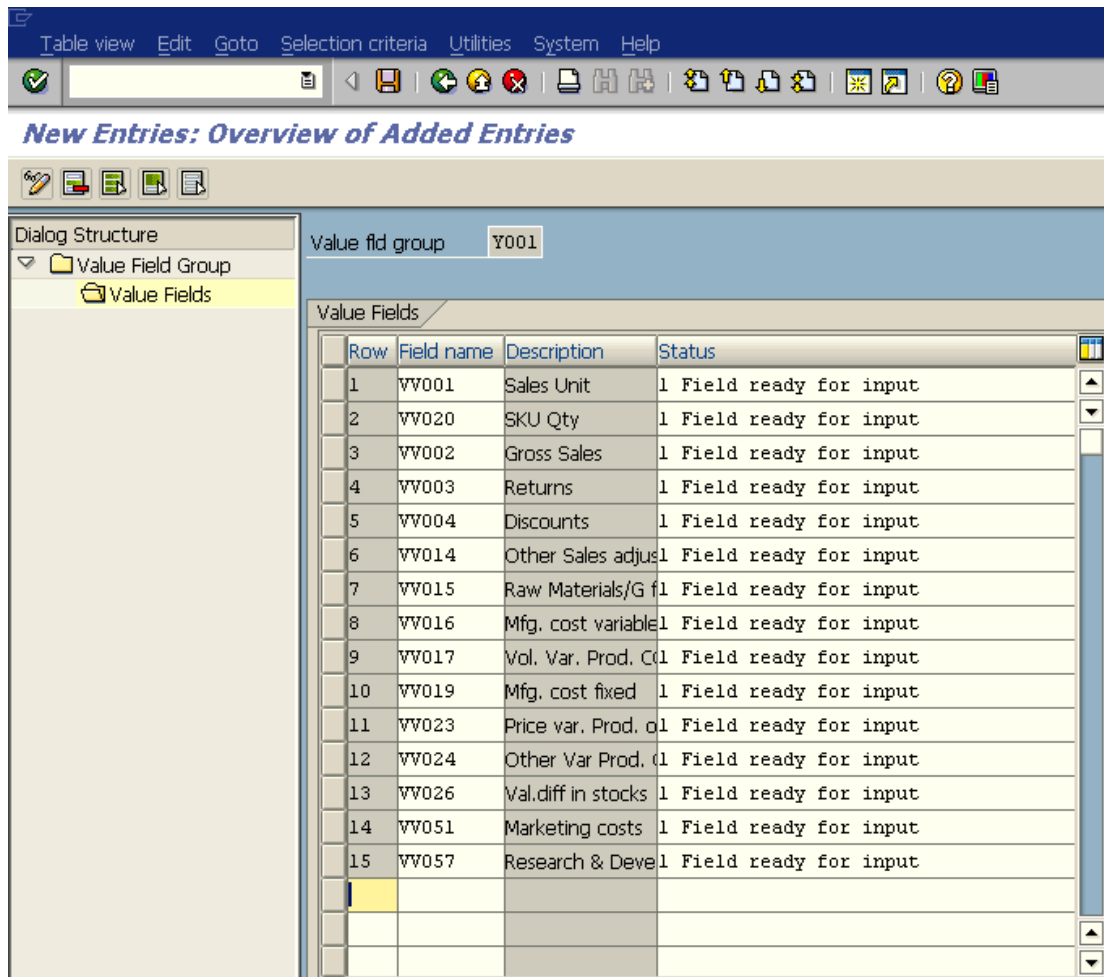 Table view Edit Goto Selection criteria Utilities System Help
New Entries: Overview of Added Entries
Dialog Structure
Value Field Group
Value Fields
Value fld group Y001
Value Fields
Row Field name Description Status
1 VV001 Sales Unit 1 Field ready for input
2 VV020 SKU Qty 1 Field ready for input
3 VV002 Gross Sales 1 Field ready for input
4 VV003 Returns 1 Field ready for input
5 VV004 Discounts 1 Field ready for input
6 VV014 Other Sales adjus 1 Field ready for input
7 VV015 Raw Materials/G f 1 Field ready for input
8 VV016 Mfg. cost variable 1 Field ready for input
9 VV017 Vol. Var. Prod. 1 Field ready for input
10 VV019 Mfg. cost fixed 1 Field ready for input
11 VV023 Price var. Prod. o 1 Field ready for input
12 VV024 Other Var Prod. 1 Field ready for input
13 VV026 Val.diff in stocks 1 Field ready for input
14 VV051 Marketing costs 1 Field ready for input
15 VV057 Research & Deve 1 Field ready for input